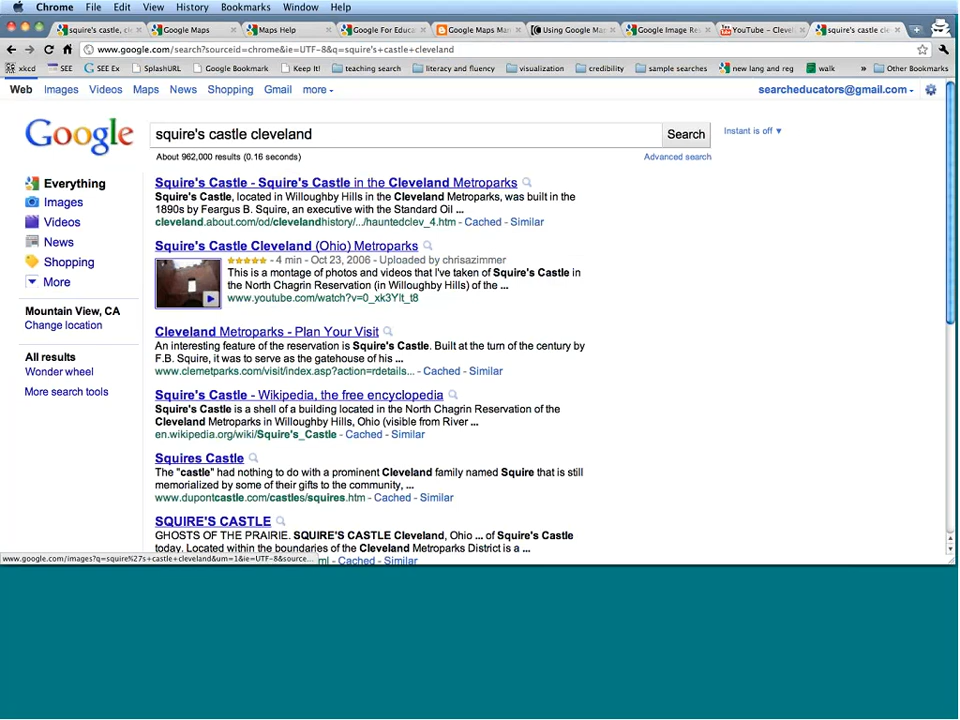 Chrome File Edit View History Bookmarks Window Help
squire's castle, cl Google Maps Maps Help Google For Educat Google Maps Man Using Google Ma Google Image Re YouTube - Clevel squire's castle cle
www.google.com/search?sourceid=chrome&ie=UTF-8&q=squire's+castle+cleveland
xkcd SEE SEE Ex SplashURL Google Bookmark Keep It! teaching search literacy and fluency visualization credibility sample searches new lang and reg walk » Other Bookmarks
Web Images Videos Maps News Shopping Gmail more searcheducators@gmail.com
Google squire's castle cleveland Search Instant is off ▼
About 962,000 results (0.16 seconds) Advanced search
Everything
Images
Videos
News
Shopping
More
Mountain View, CA
Change location
All results
Wonder wheel
More search tools
Squire's Castle - Squire's Castle in the Cleveland Metroparks
Squire's Castle, located in Willoughby Hills in the Cleveland Metroparks, was built in the
1890s by Feargus B. Squire, an executive with the Standard Oil ...
cleveland.about.com/od/clevelandhistory/.../hauntedclev_4.htm - Cached - Similar
Squire's Castle Cleveland (Ohio) Metroparks
★★★★★ - 4 min - Oct 23, 2006 - Uploaded by chrisazimmer
This is a montage of photos and videos that I've taken of Squire's Castle in
the North Chagrin Reservation (in Willoughby Hills) of the ...
www.youtube.com/watch?v=0_xk3Ylt_t8
Cleveland Metroparks - Plan Your Visit
An interesting feature of the reservation is Squire's Castle. Built at the turn of the century by
F.B. Squire, it was to serve as the gatehouse of his ...
www.clemetparks.com/visit/index.asp?action=rdetails... - Cached - Similar
Squire's Castle - Wikipedia, the free encyclopedia
Squire's Castle is a shell of a building located in the North Chagrin Reservation of the
Cleveland Metroparks in Willoughby Hills, Ohio (visible from River ...
en.wikipedia.org/wiki/Squire's_Castle - Cached - Similar
Squires Castle
The "castle" had nothing to do with a prominent Cleveland family named Squire that is still
memorialized by some of their gifts to the community, ...
www.dupontcastle.com/castles/squires.htm - Cached - Similar
SQUIRE'S CASTLE
GHOSTS OF THE PRAIRIE. SQUIRE'S CASTLE Cleveland, Ohio ... of Squire's Castle
today. Located within the boundaries of the Cleveland Metroparks District is a ...
www.google.com/images?q=squire%27s+castle+cleveland&um=1&ie=UTF-8&source... ml - Cached - Similar